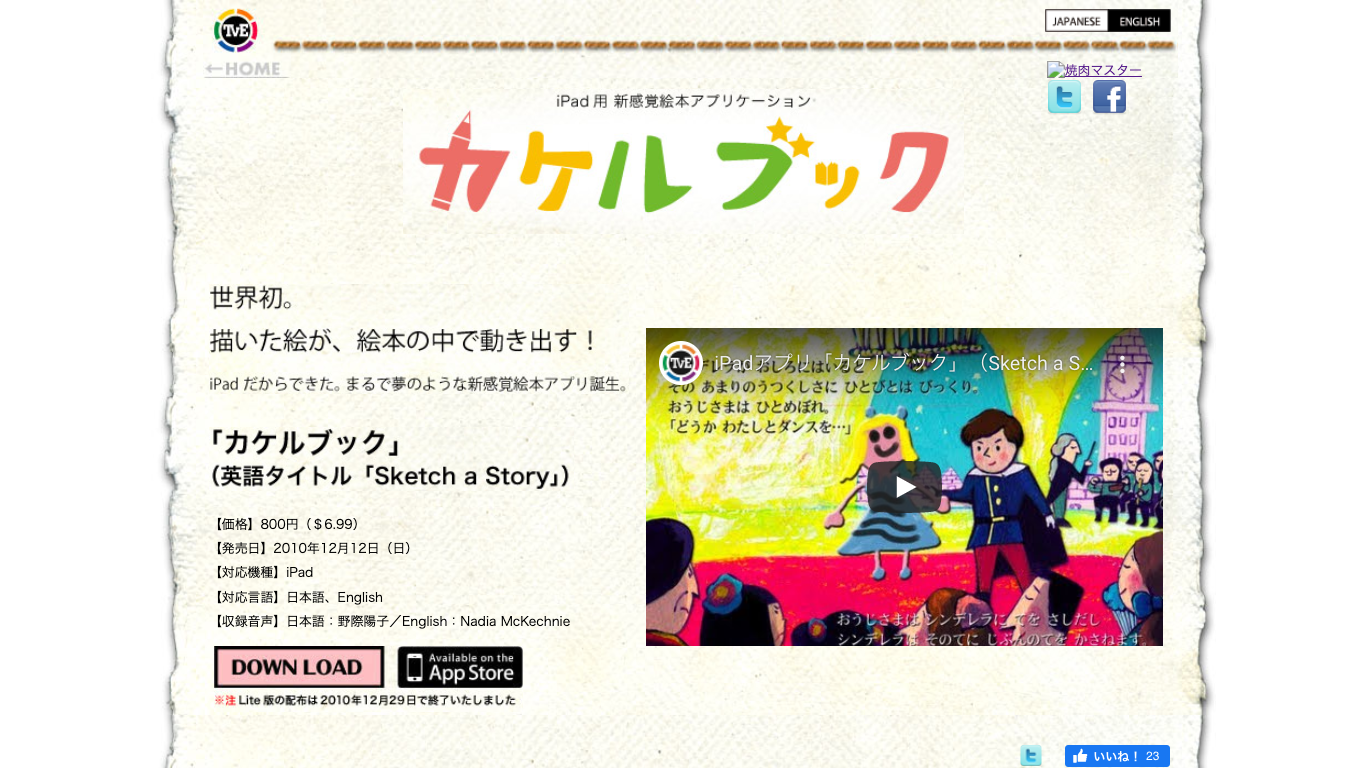 TvE
JAPANESE ENGLISH
←HOME
焼肉マスター
iPad用 新感覚絵本アプリケーション
カケルブック
世界初。
描いた絵が、絵本の中で動き出す！
iPadだからできた。まるで夢のような新感覚絵本アプリ誕生。
「カケルブック」
（英語タイトル「Sketch a Story」）
【価格】800円（＄6.99）
【発売日】2010年12月12日（日）
【対応機種】iPad
【対応言語】日本語、English
【収録音声】日本語：野際陽子／English：Nadia McKechnie
DOWN LOAD
Available on the
App Store
※注 Lite版の配布は2010年12月29日で終了いたしました
TvE
iPadアプリ「カケルブック」（Sketch a S...
その あまりのうつくしさに ひとびとは びっくり。
おうじさまは ひとめぼれ。
「どうか わたしとダンスを…」
おうじさまは シンデレラに てを さしだし
シンデレラは そのてに じぶんのてを かさねます。
いいね！ 23